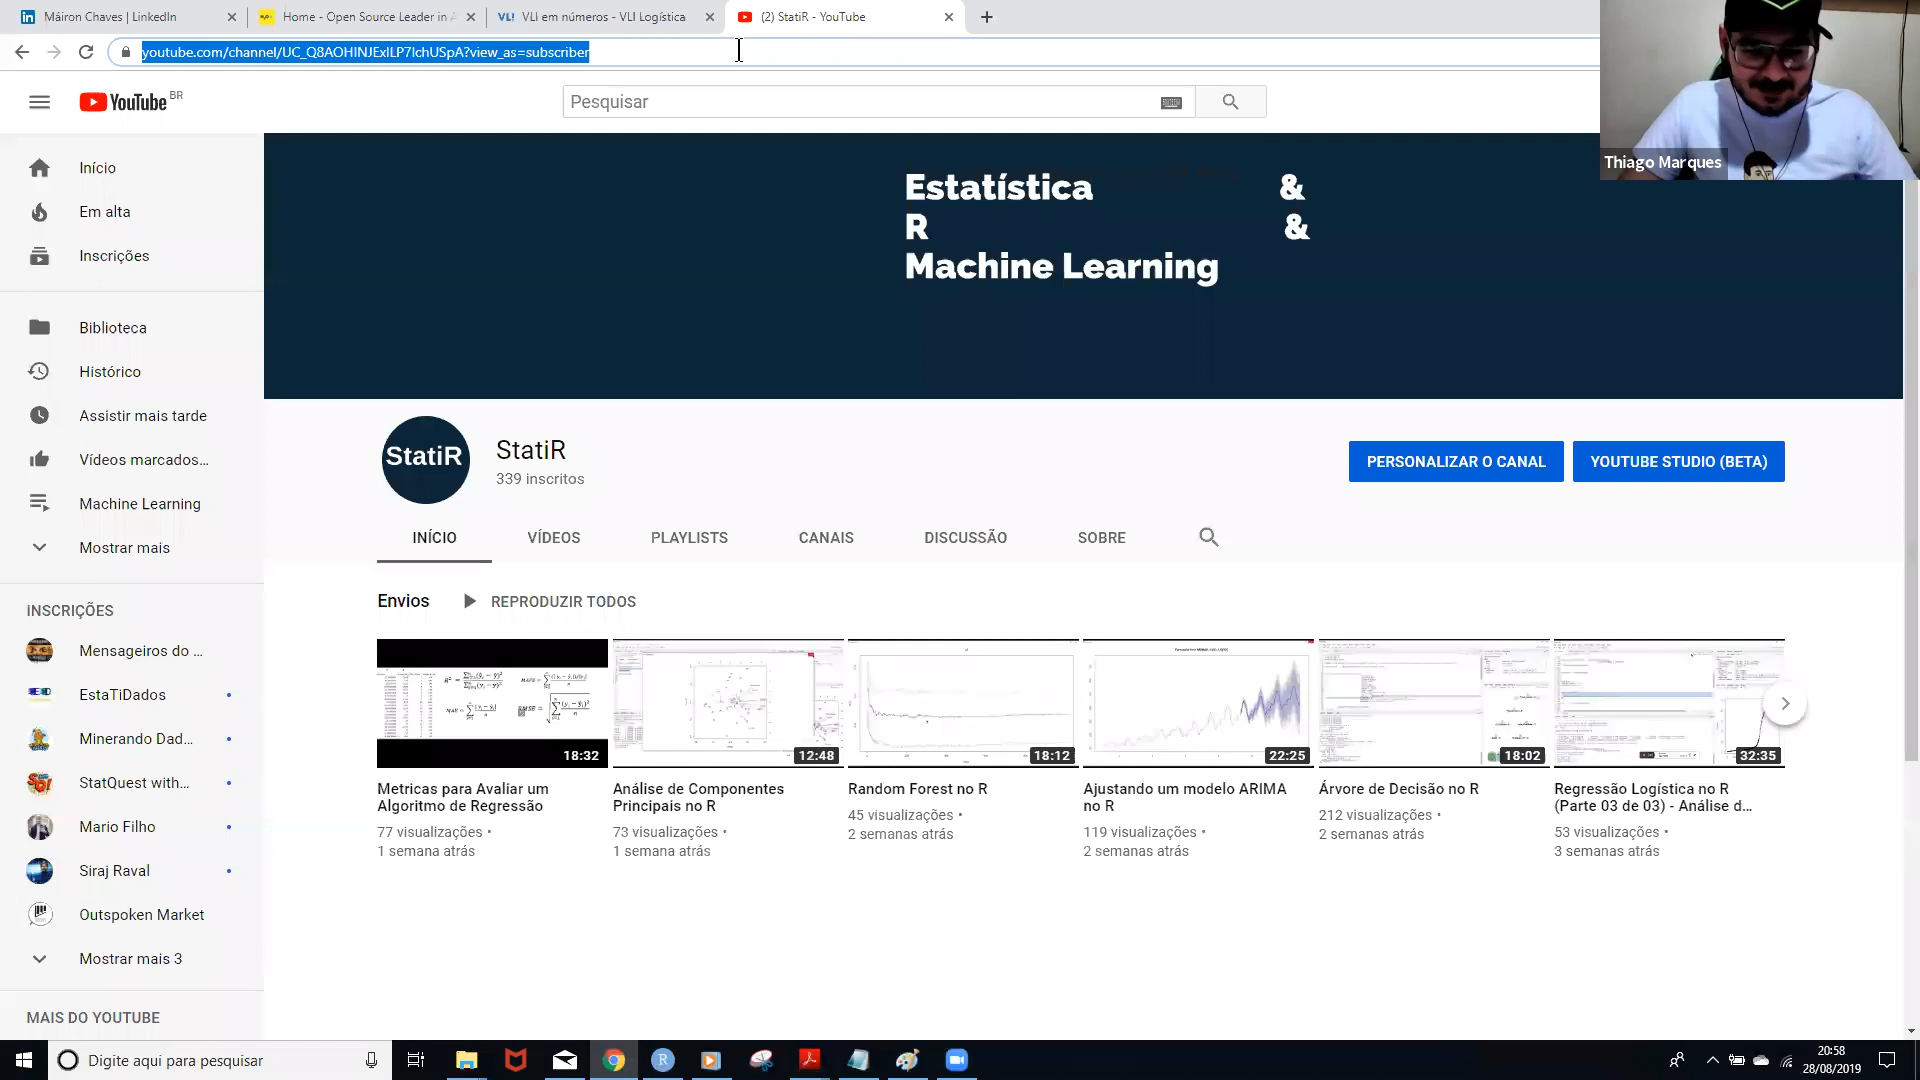 Máiron Chaves | LinkedIn
Home - Open Source Leader in A
VLI em números - VLI Logística
(2) StatiR - YouTube
youtube.com/channel/UC_Q8AOHINJExlLP7lchUSpA?view_as=subscriber
YouTube BR
Pesquisar
Thiago Marques
Início
Em alta
Inscrições
Biblioteca
Histórico
Assistir mais tarde
Vídeos marcados...
Machine Learning
Mostrar mais
INSCRIÇÕES
Mensageiros do ...
EstaTiDados
Minerando Dad...
StatQuest with...
Mario Filho
Siraj Raval
Outspoken Market
Mostrar mais 3
MAIS DO YOUTUBE
Estatística &
R &
Machine Learning
StatiR
StatiR
339 inscritos
PERSONALIZAR O CANAL
YOUTUBE STUDIO (BETA)
INÍCIO
VÍDEOS
PLAYLISTS
CANAIS
DISCUSSÃO
SOBRE
Envios
REPRODUZIR TODOS
18:32
Metricas para Avaliar um
Algoritmo de Regressão
77 visualizações •
1 semana atrás
12:48
Análise de Componentes
Principais no R
73 visualizações •
1 semana atrás
18:12
Random Forest no R
45 visualizações •
2 semanas atrás
22:25
Ajustando um modelo ARIMA
no R
119 visualizações •
2 semanas atrás
18:02
Árvore de Decisão no R
212 visualizações •
2 semanas atrás
32:35
Regressão Logística no R
(Parte 03 de 03) - Análise d...
53 visualizações •
3 semanas atrás
Digite aqui para pesquisar
20:58
28/08/2019